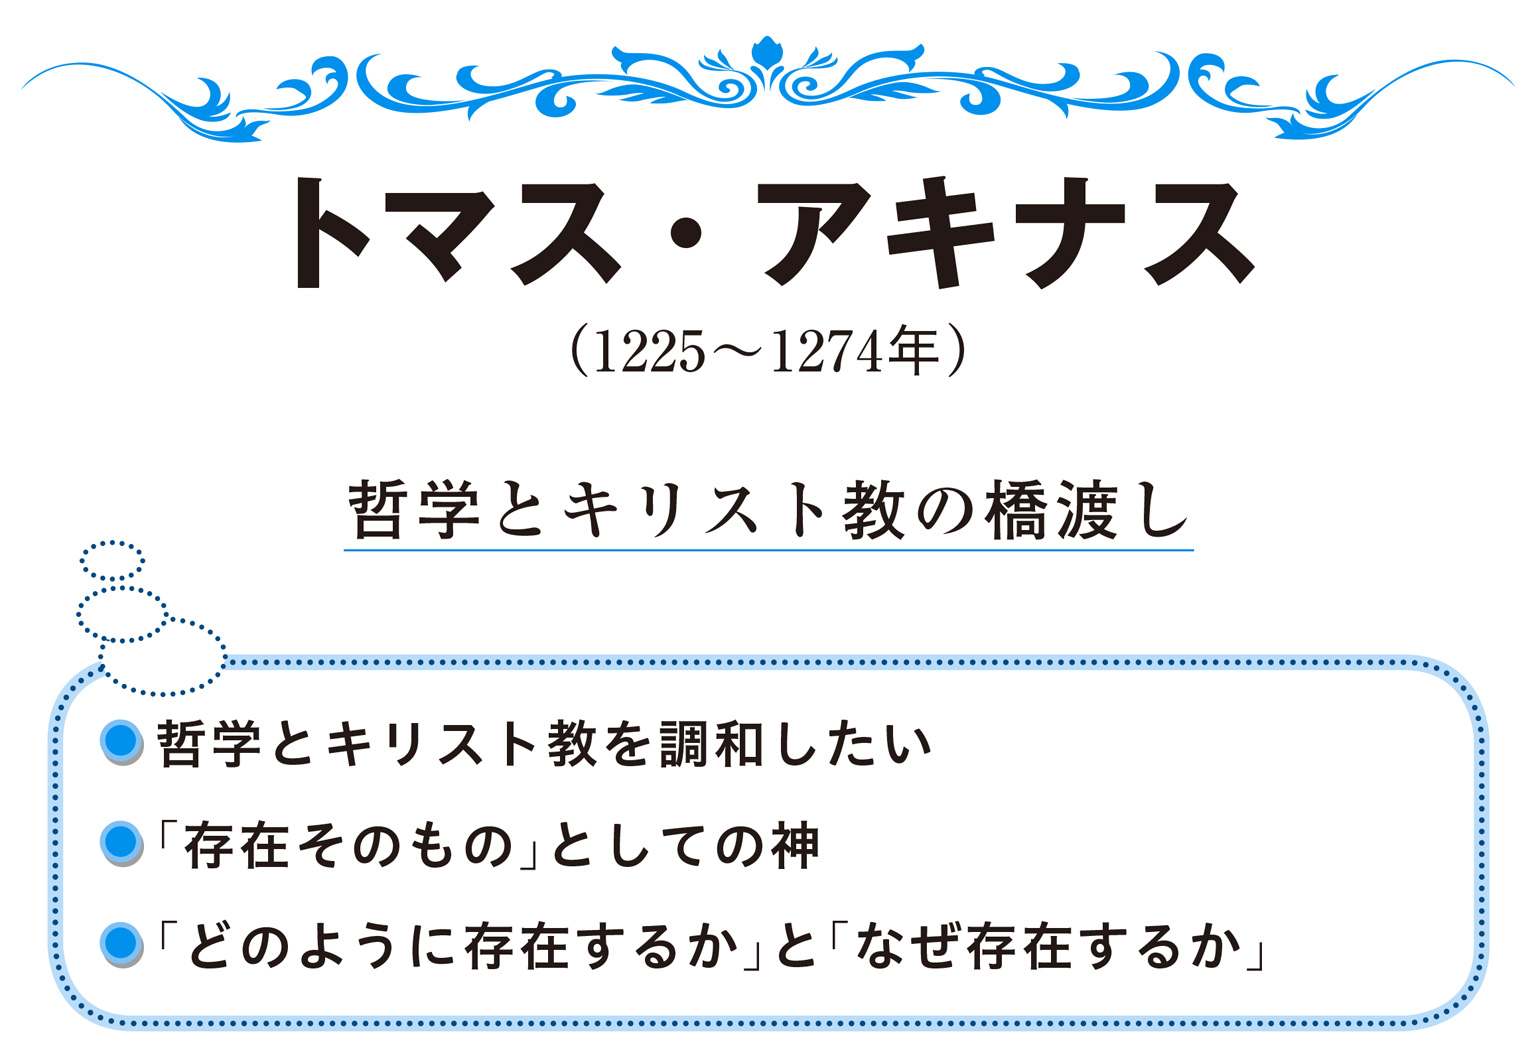 トマス・アキナス
（1225～1274年）
哲学とキリスト教の橋渡し
哲学とキリスト教を調和したい
「存在そのもの」としての神
「どのように存在するか」と「なぜ存在するか」